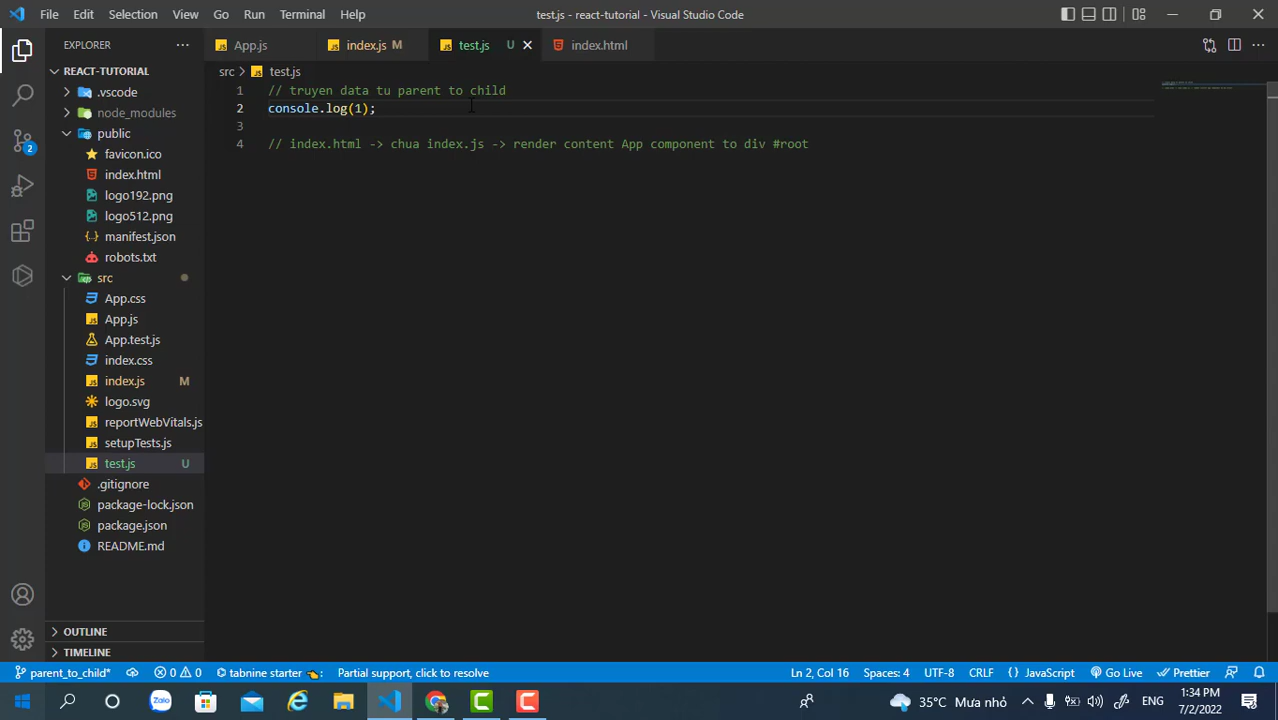 File Edit Selection View Go Run Terminal Help
test.js - react-tutorial - Visual Studio Code
EXPLORER
App.js
index.js M
test.js U
index.html
REACT-TUTORIAL
src
test.js
.vscode
node_modules
public
favicon.ico
index.html
logo192.png
logo512.png
manifest.json
robots.txt
src
App.css
App.js
App.test.js
index.css
index.js M
logo.svg
reportWebVitals.js
setupTests.js
test.js U
.gitignore
package-lock.json
package.json
README.md
OUTLINE
TIMELINE
2
1 // truyen data tu parent to child
2 console.log(1);
3
4 // index.html -> chua index.js -> render content App component to div #root
parent_to_child* 0 0 tabnine starter Partial support, click to resolve Ln 2, Col 16 Spaces: 4 UTF-8 CRLF JavaScript Go Live Prettier
Zalo 35°C Mưa nhỏ ENG 1:34 PM
7/2/2022